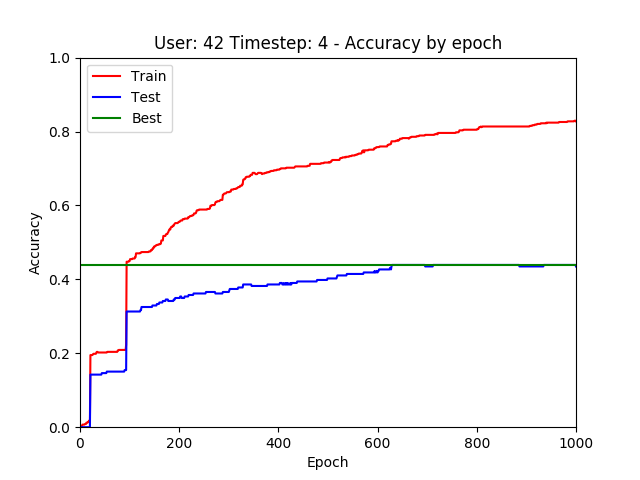 User: 42 Timestep: 4 - Accuracy by epoch
Train
Test
Best
Accuracy
1.0
0.8
0.6
0.4
0.2
0.0
0 200 400 600 800 1000
Epoch